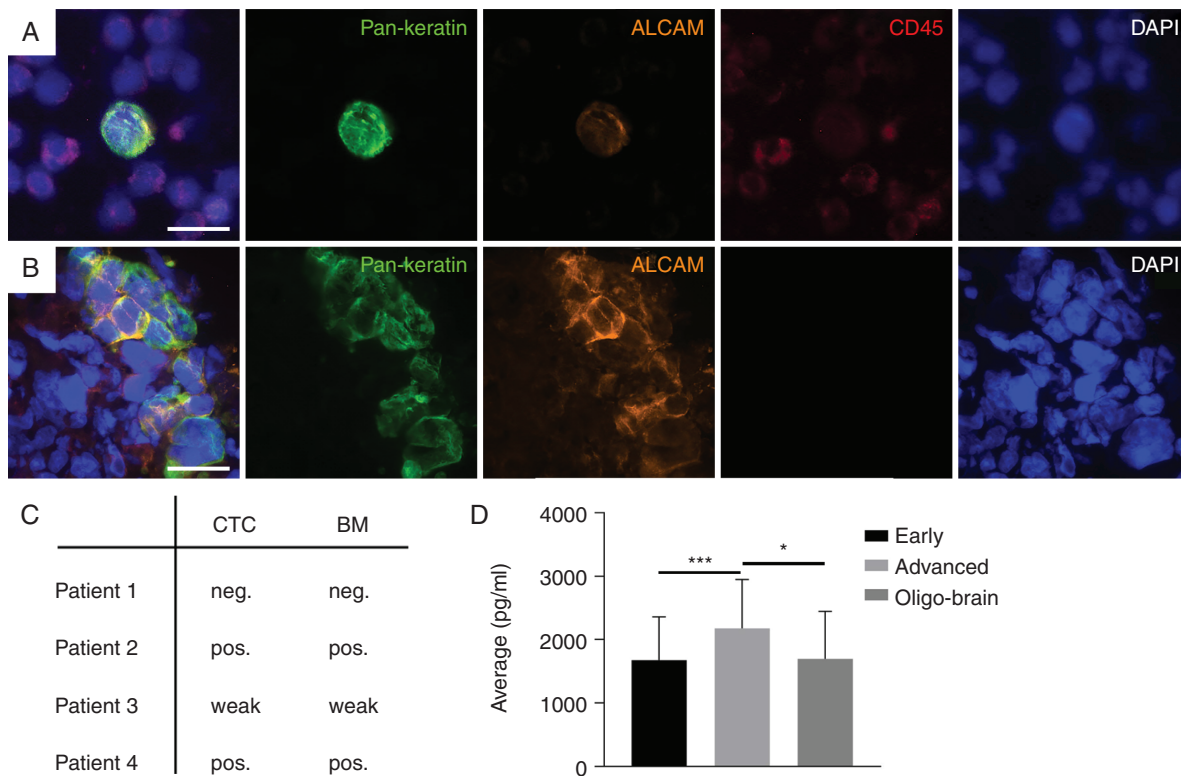 A
Pan-keratin
ALCAM
CD45
DAPI
B
Pan-keratin
ALCAM
DAPI
C
CTC BM
Patient 1 neg. neg.
Patient 2 pos. pos.
Patient 3 weak weak
Patient 4 pos. pos.
D
Average (pg/ml)
4000
3000
2000
1000
0
***
*
Early
Advanced
Oligo-brain